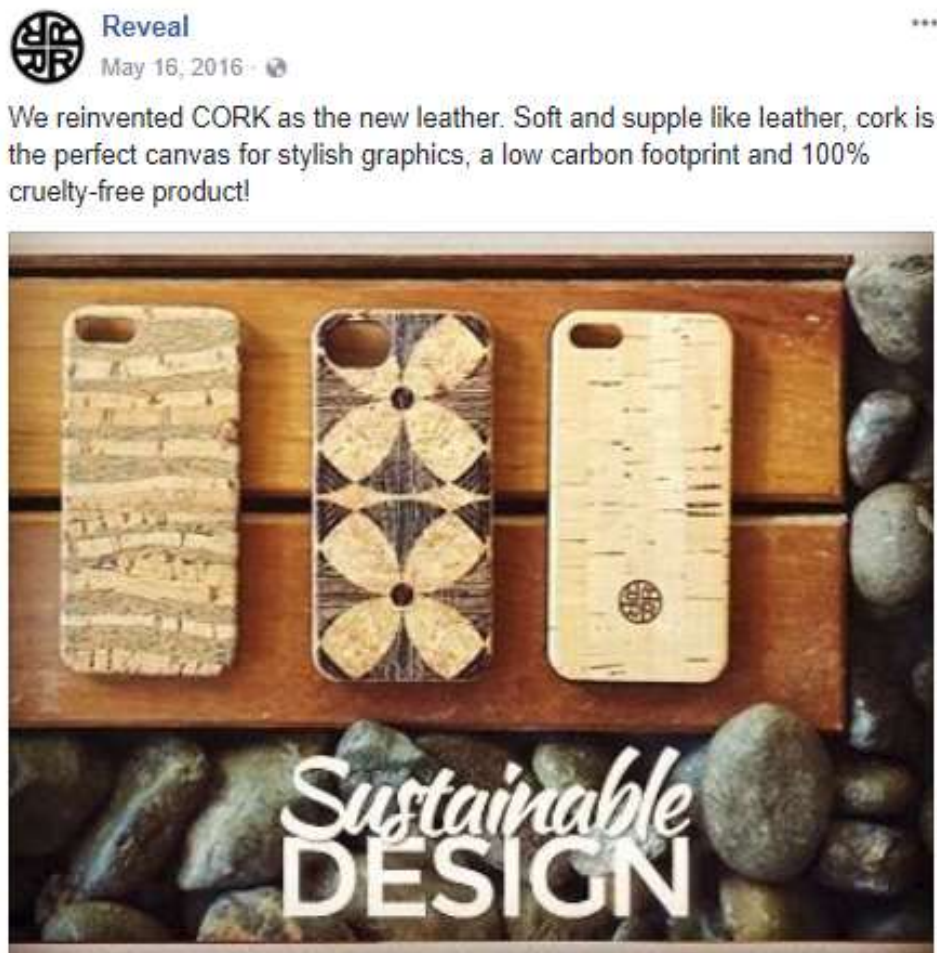 Reveal
May 16, 2016
We reinvented CORK as the new leather. Soft and supple like leather, cork is
the perfect canvas for stylish graphics, a low carbon footprint and 100%
cruelty-free product!
Sustainable
DESIGN